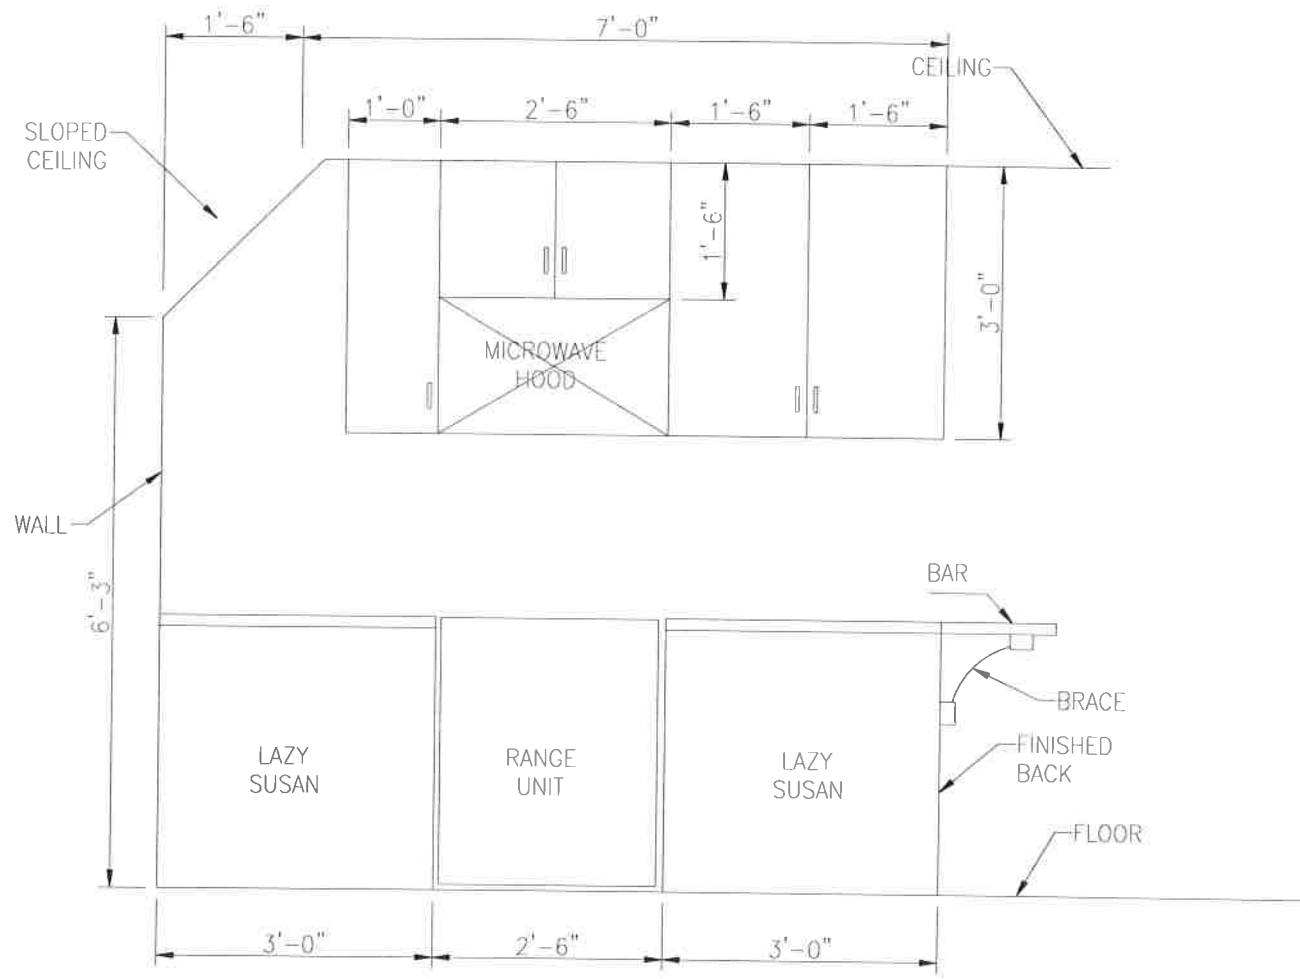 1'-6"
7'-0"
CEILING
1'-0"
2'-6"
1'-6"
1'-6"
SLOPED
CEILING
1'-6"
3'-0"
MICROWAVE
HOOD
WALL
6'-3"
BAR
BRACE
LAZY
SUSAN
RANGE
UNIT
LAZY
SUSAN
FINISHED
BACK
FLOOR
3'-0"
2'-6"
3'-0"